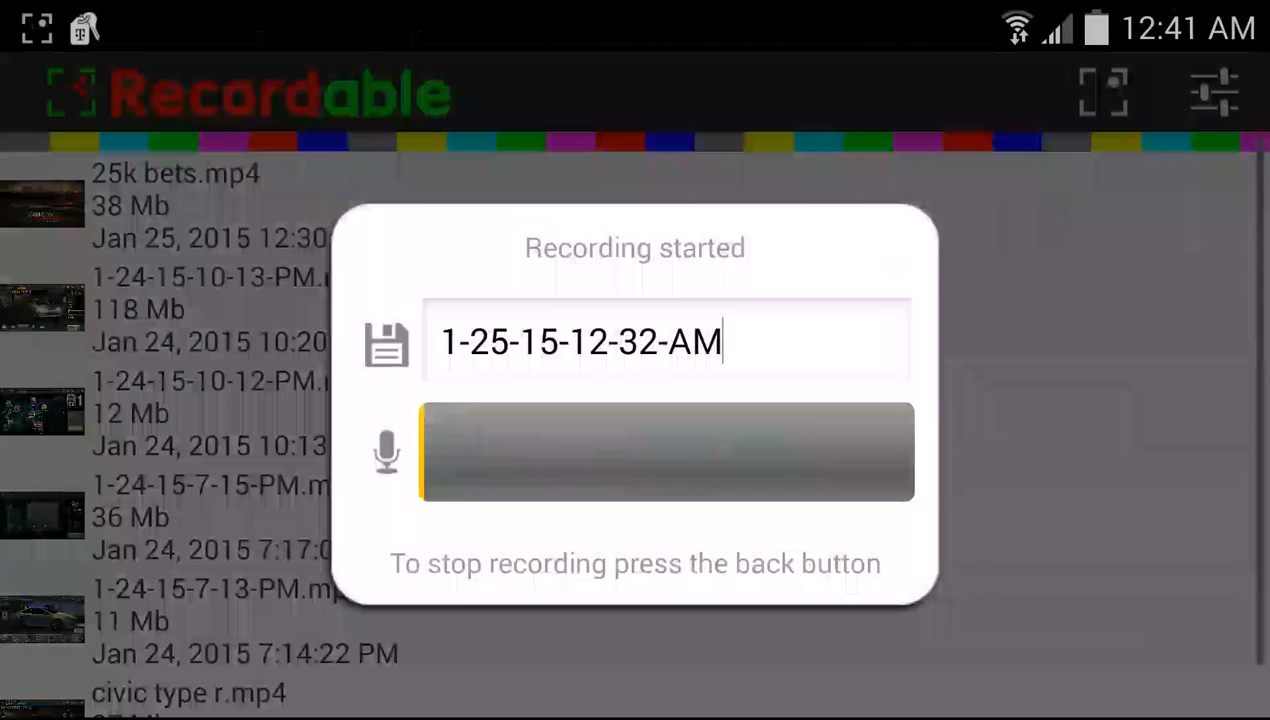 12:41 AM
Recordable
25k bets.mp4
38 Mb
Jan 25, 2015 12:30
1-24-15-10-13-PM.
118 Mb
Jan 24, 2015 10:20
1-24-15-10-12-PM.
12 Mb
Jan 24, 2015 10:13
1-24-15-7-15-PM.m
36 Mb
Jan 24, 2015 7:17:0
1-24-15-7-13-PM.mp
11 Mb
Jan 24, 2015 7:14:22 PM
civic type r.mp4
Recording started
1-25-15-12-32-AM
To stop recording press the back button